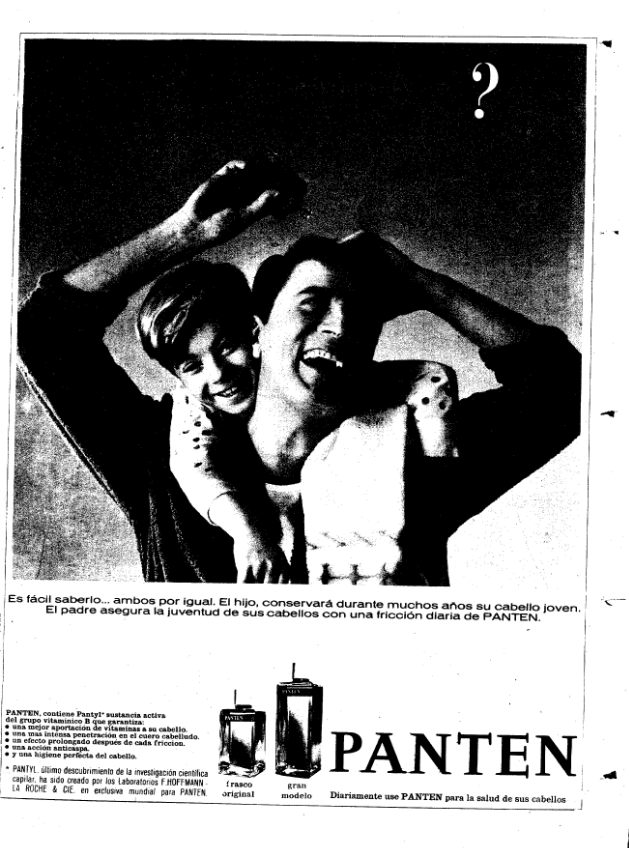 ?
Es fácil saberlo... ambos por igual. El hijo, conservará durante muchos años su cabello joven.
El padre asegura la juventud de sus cabellos con una fricción diaria de PANTEN.
PANTEN, contiene Pantyl* sustancia activa
del grupo vitamínico B que garantiza:
• una mejor aportación de vitaminas a su cabello.
• una mas intensa penetración en el cuero cabelludo.
• un efecto prolongado después de cada friccion.
• una acción anticaspa.
• y una higiene perfecta del cabello.
* PANTYL, último descubrimiento de la investigación científica
capilar, ha sido creado por los Laboratorios F. HOFFMANN -
LA ROCHE & CIE. en exclusiva mundial para PANTEN.
PANTEN
frasco
original
PANTEN
gran
modelo
PANTEN
Diariamente use PANTEN para la salud de sus cabellos